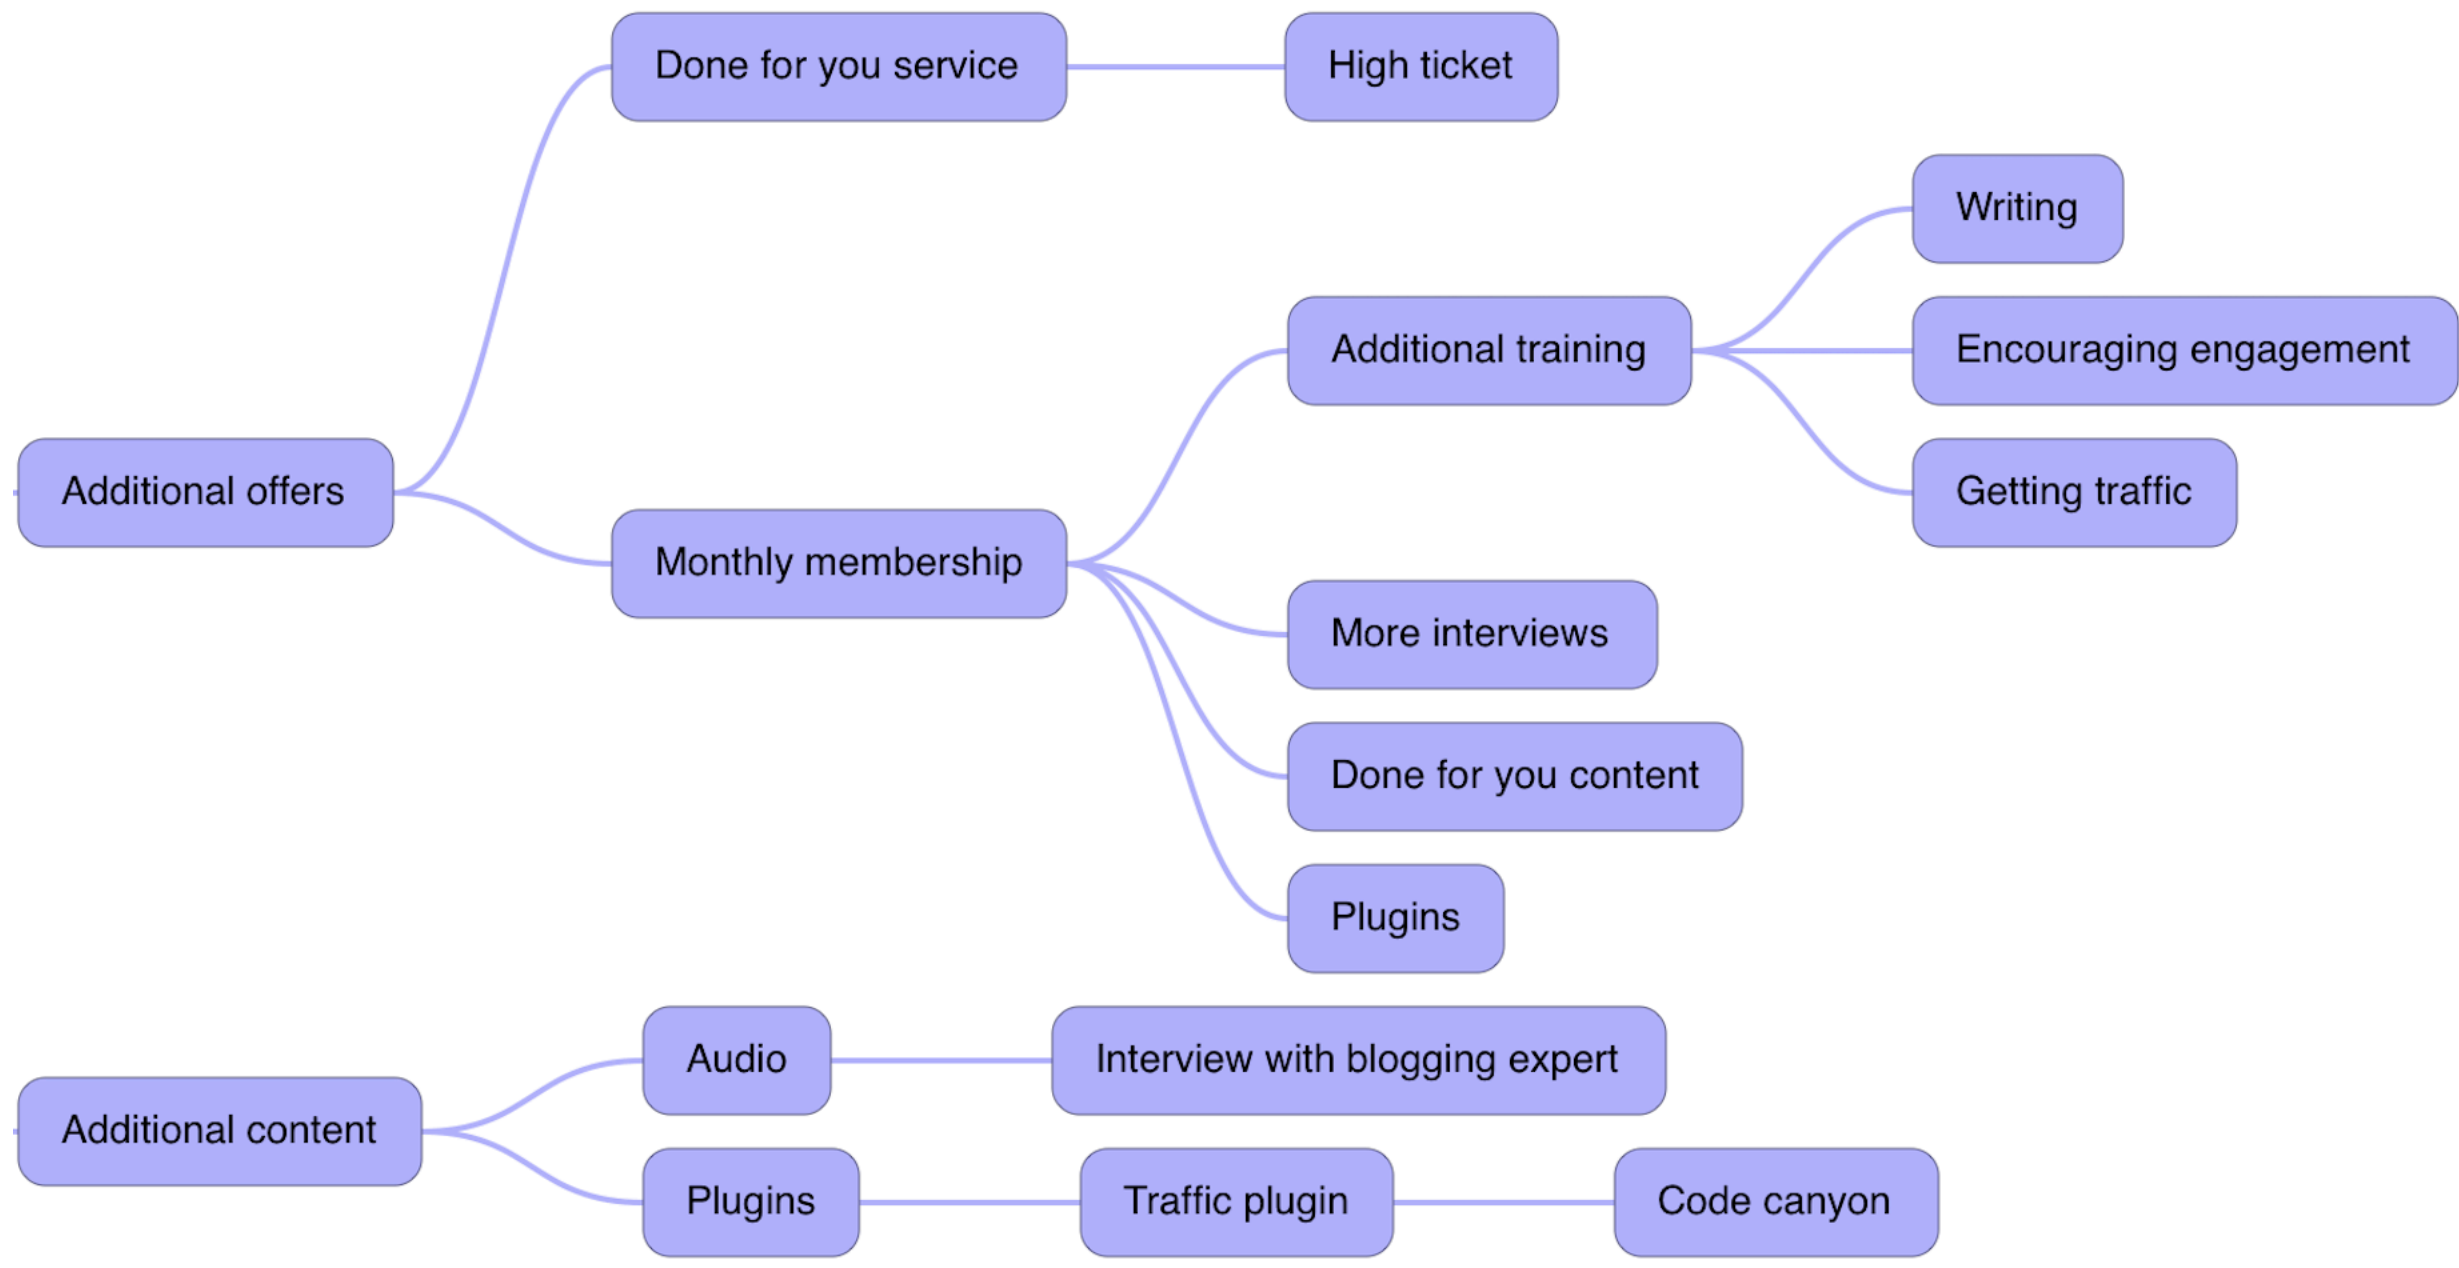 Done for you service
High ticket
Writing
Additional training
Encouraging engagement
Additional offers
Getting traffic
Monthly membership
More interviews
Done for you content
Plugins
Audio
Interview with blogging expert
Additional content
Plugins
Traffic plugin
Code canyon